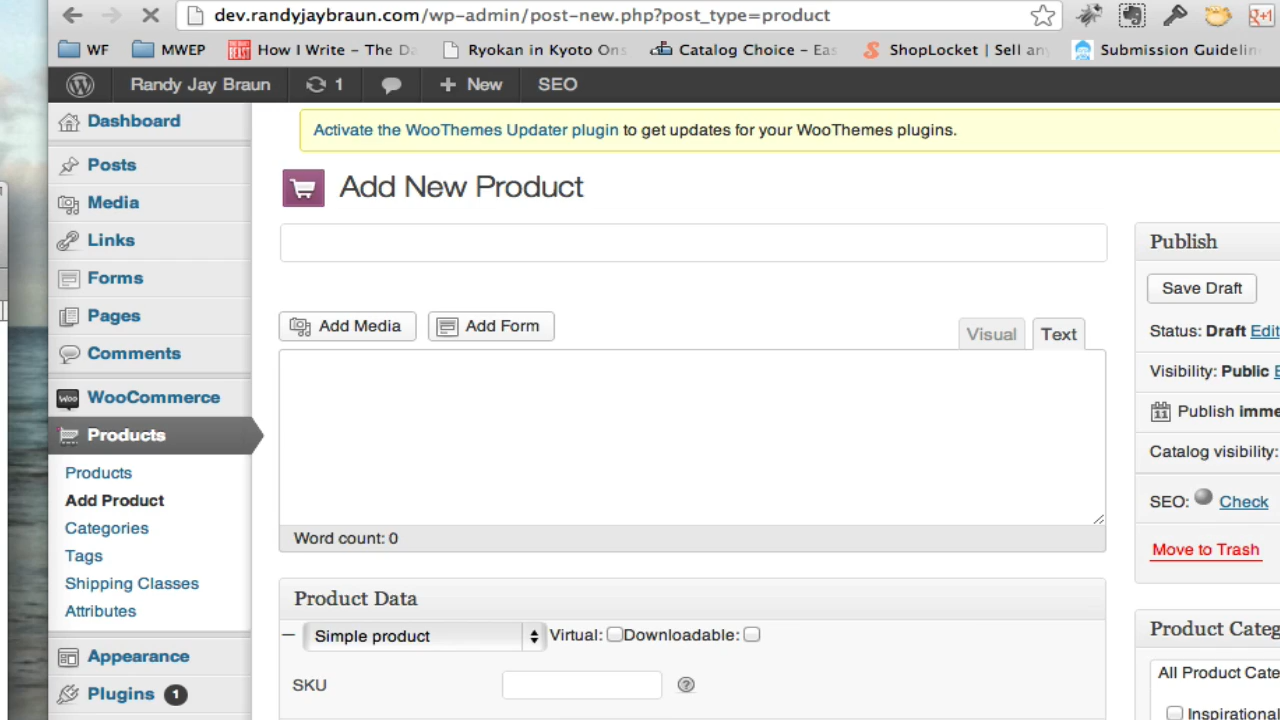 dev.randyjaybraun.com/wp-admin/post-new.php?post_type=product
WF MWEP How I Write – The Da Ryokan in Kyoto Ons Catalog Choice – Eas ShopLocket | Sell any Submission Guidelin
Randy Jay Braun 1 + New SEO
Dashboard
Posts
Media
Links
Forms
Pages
Comments
WooCommerce
Products
Products
Add Product
Categories
Tags
Shipping Classes
Attributes
Appearance
Plugins 1
Activate the WooThemes Updater plugin to get updates for your WooThemes plugins.
Add New Product
Add Media Add Form Visual Text
Word count: 0
Product Data
Simple product Virtual: Downloadable:
SKU ?
Publish
Save Draft
Status: Draft Edit
Visibility: Public E
11 Publish imme
Catalog visibility:
SEO: Check
Move to Trash
Product Categ
All Product Cate
Inspirational